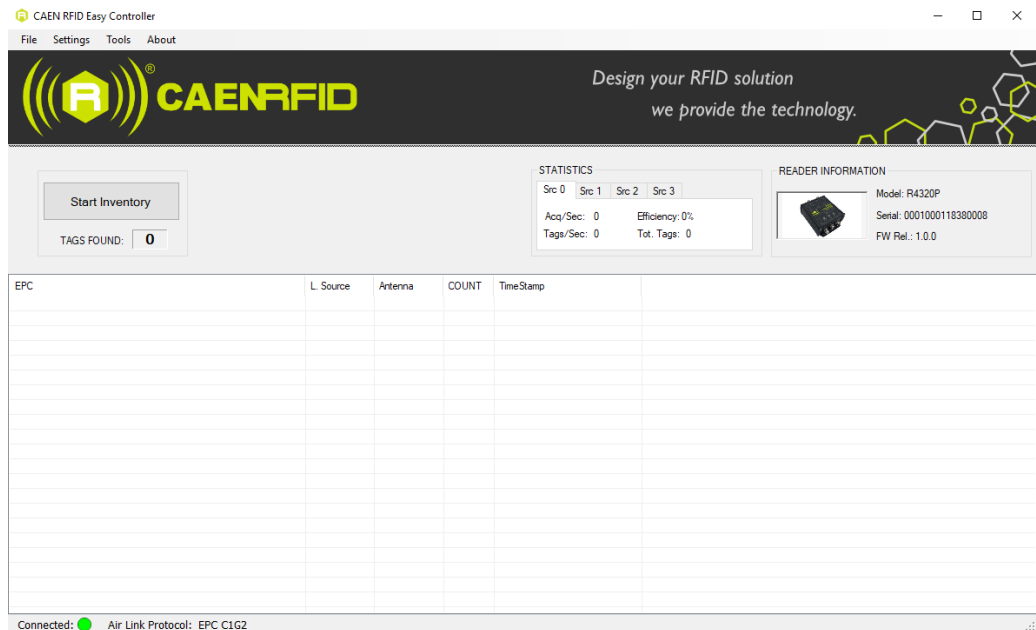 CAEN RFID Easy Controller
File Settings Tools About
R ® CAENRFID
Design your RFID solution
we provide the technology.
Start Inventory
TAGS FOUND: 0
STATISTICS
Src 0 Src 1 Src 2 Src 3
Acq/Sec: 0 Efficiency: 0%
Tags/Sec: 0 Tot. Tags: 0
READER INFORMATION
Model: R4320P
Serial: 0001000118380008
FW Rel.: 1.0.0
EPC L. Source Antenna COUNT TimeStamp
Connected: Air Link Protocol: EPC C1G2